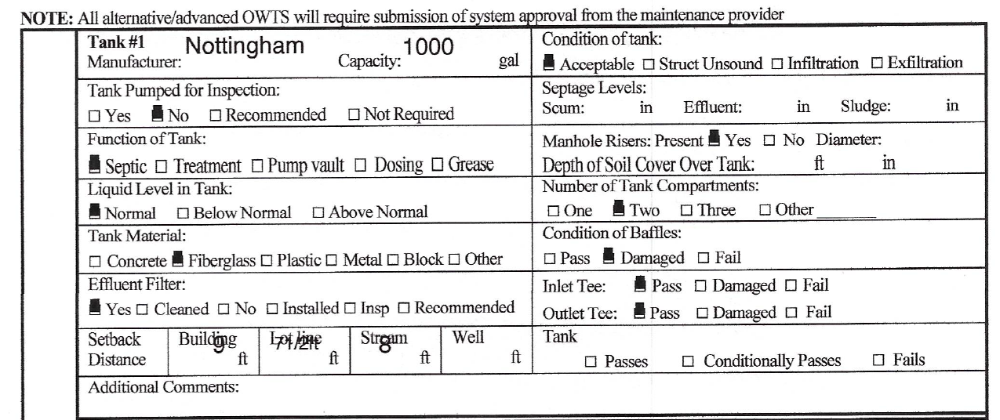 NOTE: All alternative/advanced OWTS will require submission of system approval from the maintenance provider
Tank #1 Nottingham
Manufacturer: Capacity: 1000 gal
Condition of tank:
■ Acceptable □ Struct Unsound □ Infiltration □ Exfiltration
Tank Pumped for Inspection:
□ Yes ■ No □ Recommended □ Not Required
Septage Levels:
Scum: in Effluent: in Sludge: in
Function of Tank:
■ Septic □ Treatment □ Pump vault □ Dosing □ Grease
Manhole Risers: Present ■ Yes □ No Diameter:
Depth of Soil Cover Over Tank: ft in
Liquid Level in Tank:
■ Normal □ Below Normal □ Above Normal
Number of Tank Compartments:
□ One ■ Two □ Three □ Other ________
Tank Material:
□ Concrete ■ Fiberglass □ Plastic □ Metal □ Block □ Other
Condition of Baffles:
□ Pass ■ Damaged □ Fail
Effluent Filter:
■ Yes □ Cleaned □ No □ Installed □ Insp □ Recommended
Inlet Tee: ■ Pass □ Damaged □ Fail
Outlet Tee: ■ Pass □ Damaged □ Fail
Setback Distance
Building 9 ft
Lot line 71/2ft ft
Stream 8 ft
Well ft
Tank
□ Passes □ Conditionally Passes □ Fails
Additional Comments: